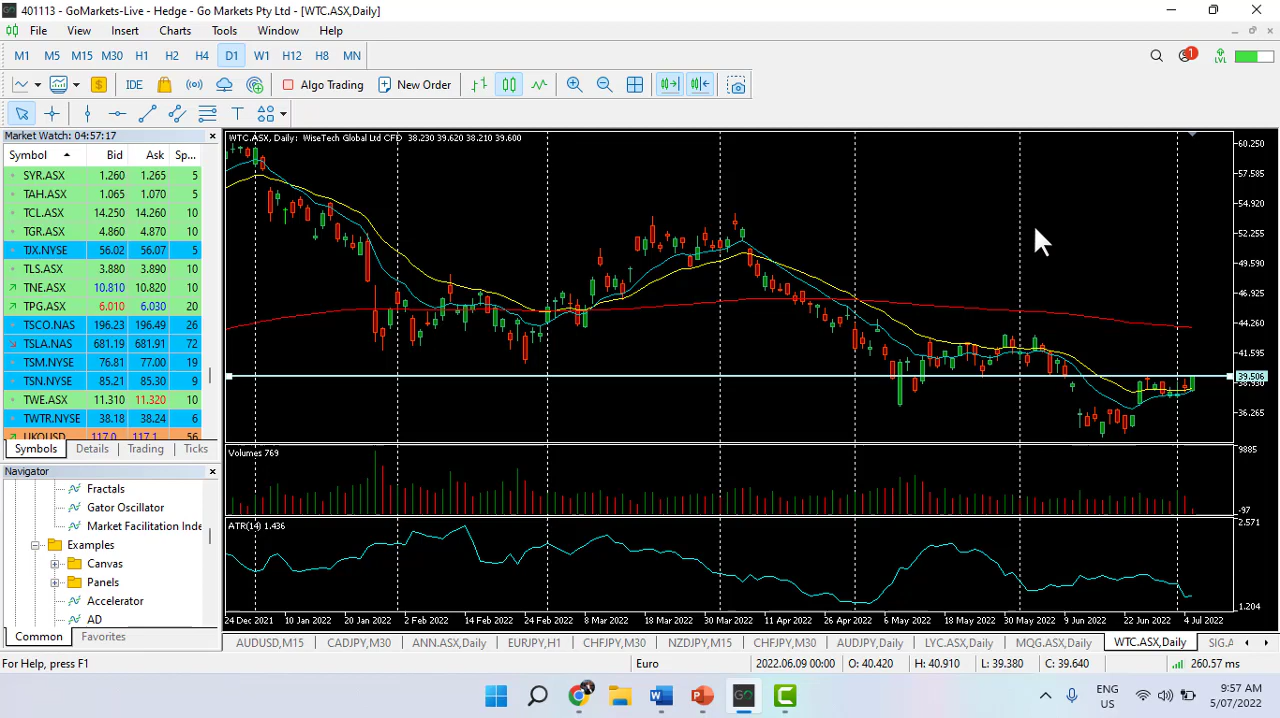 401113 - GoMarkets-Live - Hedge - Go Markets Pty Ltd - [WTC.ASX,Daily]
File View Insert Charts Tools Window Help
M1 M5 M15 M30 H1 H2 H4 D1 W1 H12 H8 MN
1 LVL
IDE Algo Trading New Order
Market Watch: 04:57:17
Symbol Bid Ask Sp...
SYR.ASX 1.260 1.265 5
TAH.ASX 1.065 1.070 5
TCL.ASX 14.250 14.260 10
TGR.ASX 4.860 4.870 10
TJX.NYSE 56.02 56.07 5
TLS.ASX 3.880 3.890 10
TNE.ASX 10.810 10.820 10
TPG.ASX 6.010 6.030 20
TSCO.NAS 196.23 196.49 26
TSLA.NAS 681.19 681.91 72
TSM.NYSE 76.81 77.00 19
TSN.NYSE 85.21 85.30 9
TWE.ASX 11.310 11.320 10
TWTR.NYSE 38.18 38.24 6
UKOUSD 117.0 117.1 56
Symbols Details Trading Ticks
Navigator
Fractals
Gator Oscillator
Market Facilitation Inde
Examples
Canvas
Panels
Accelerator
AD
Common Favorites
WTC.ASX, Daily: WiseTech Global Ltd CFD 38.230 39.620 38.210 39.600
60.250
57.585
54.920
52.255
49.590
46.925
44.260
41.595
39.506
36.265
Volumes 769
9885
-97
ATR(14) 1.436
2.571
1.204
24 Dec 2021 10 Jan 2022 20 Jan 2022 2 Feb 2022 14 Feb 2022 24 Feb 2022 8 Mar 2022 18 Mar 2022 30 Mar 2022 11 Apr 2022 26 Apr 2022 6 May 2022 18 May 2022 30 May 2022 9 Jun 2022 22 Jun 2022 4 Jul 2022
AUDUSD,M15 CADJPY,M30 ANN.ASX,Daily EURJPY,H1 CHFJPY,M30 NZDJPY,M15 CHFJPY,M30 AUDJPY,Daily LYC.ASX,Daily MQG.ASX,Daily WTC.ASX,Daily SIG.A
For Help, press F1 Euro 2022.06.09 00:00 O: 40.420 H: 40.910 L: 39.380 C: 39.640 260.57 ms
GO ENG US 9:57 AM
5/07/2022